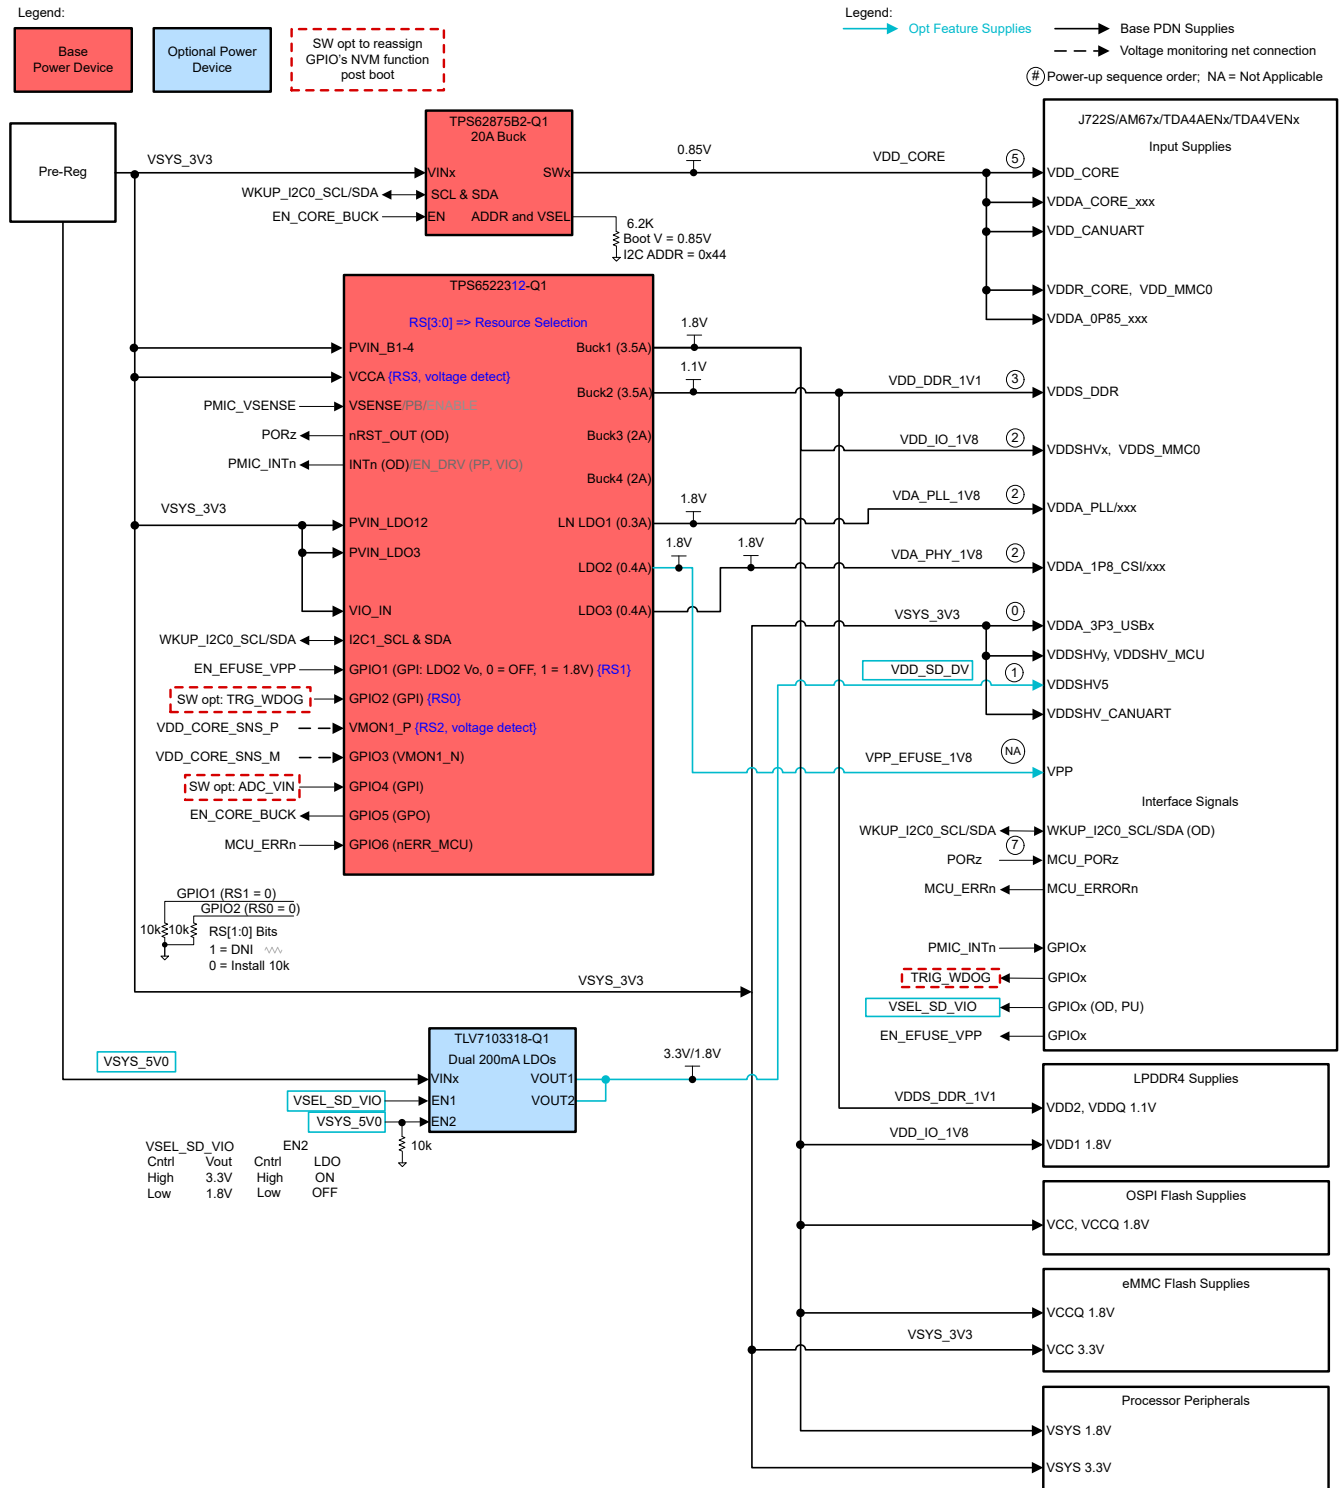 Legend:
Base
Power Device
Optional Power
Device
SW opt to reassign
GPIO's NVM function
post boot
Legend:
Opt Feature Supplies
Base PDN Supplies
Voltage monitoring net connection
# Power-up sequence order; NA = Not Applicable
Pre-Reg
VSYS_3V3
TPS62875B2-Q1
20A Buck
VINx
SWx
WKUP_I2C0_SCL/SDA
SCL & SDA
EN_CORE_BUCK
EN
ADDR and VSEL
6.2K
Boot V = 0.85V
I2C ADDR = 0x44
0.85V
VDD_CORE
5
J722S/AM67x/TDA4AENx/TDA4VENx
Input Supplies
VDD_CORE
VDDA_CORE_xxx
VDD_CANUART
VDDR_CORE, VDD_MMC0
VDDA_0P85_xxx
TPS6522312-Q1
RS[3:0] => Resource Selection
PVIN_B1-4
Buck1 (3.5A)
1.8V
VCCA {RS3, voltage detect}
Buck2 (3.5A)
1.1V
VDD_DDR_1V1
3
VDDS_DDR
PMIC_VSENSE
VSENSE/PB/ENABLE
PORz
nRST_OUT (OD)
Buck3 (2A)
VDD_IO_1V8
2
VDDSHVx, VDDS_MMC0
PMIC_INTn
INTn (OD)/EN_DRV (PP, VIO)
Buck4 (2A)
VSYS_3V3
PVIN_LDO12
LN LDO1 (0.3A)
1.8V
VDA_PLL_1V8
2
VDDA_PLL/xxx
PVIN_LDO3
LDO2 (0.4A)
1.8V
1.8V
VDA_PHY_1V8
2
VDDA_1P8_CSI/xxx
VIO_IN
LDO3 (0.4A)
VSYS_3V3
0
VDDA_3P3_USBx
WKUP_I2C0_SCL/SDA
I2C1_SCL & SDA
VDDSHVy, VDDSHV_MCU
EN_EFUSE_VPP
GPIO1 (GPI: LDO2 Vo, 0 = OFF, 1 = 1.8V) {RS1}
VDD_SD_DV
1
VDDSHV5
SW opt: TRG_WDOG
GPIO2 (GPI) {RS0}
VDDSHV_CANUART
VDD_CORE_SNS_P
VMON1_P {RS2, voltage detect}
VDD_CORE_SNS_M
GPIO3 (VMON1_N)
VPP_EFUSE_1V8
NA
VPP
SW opt: ADC_VIN
GPIO4 (GPI)
EN_CORE_BUCK
GPIO5 (GPO)
MCU_ERRn
GPIO6 (nERR_MCU)
Interface Signals
WKUP_I2C0_SCL/SDA
WKUP_I2C0_SCL/SDA (OD)
PORz
7
MCU_PORz
MCU_ERRn
MCU_ERRORn
PMIC_INTn
GPIOx
TRIG_WDOG
GPIOx
VSEL_SD_VIO
GPIOx (OD, PU)
EN_EFUSE_VPP
GPIOx
GPIO1 (RS1 = 0)
GPIO2 (RS0 = 0)
10k
10k
RS[1:0] Bits
1 = DNI
0 = Install 10k
VSYS_3V3
VSYS_5V0
TLV7103318-Q1
Dual 200mA LDOs
VINx
VOUT1
3.3V/1.8V
VSEL_SD_VIO
EN1
VOUT2
VSYS_5V0
EN2
10k
VSEL_SD_VIO EN2
Cntrl Vout Cntrl LDO
High 3.3V High ON
Low 1.8V Low OFF
LPDDR4 Supplies
VDDS_DDR_1V1
VDD2, VDDQ 1.1V
VDD_IO_1V8
VDD1 1.8V
OSPI Flash Supplies
VCC, VCCQ 1.8V
eMMC Flash Supplies
VCCQ 1.8V
VSYS_3V3
VCC 3.3V
Processor Peripherals
VSYS 1.8V
VSYS 3.3V